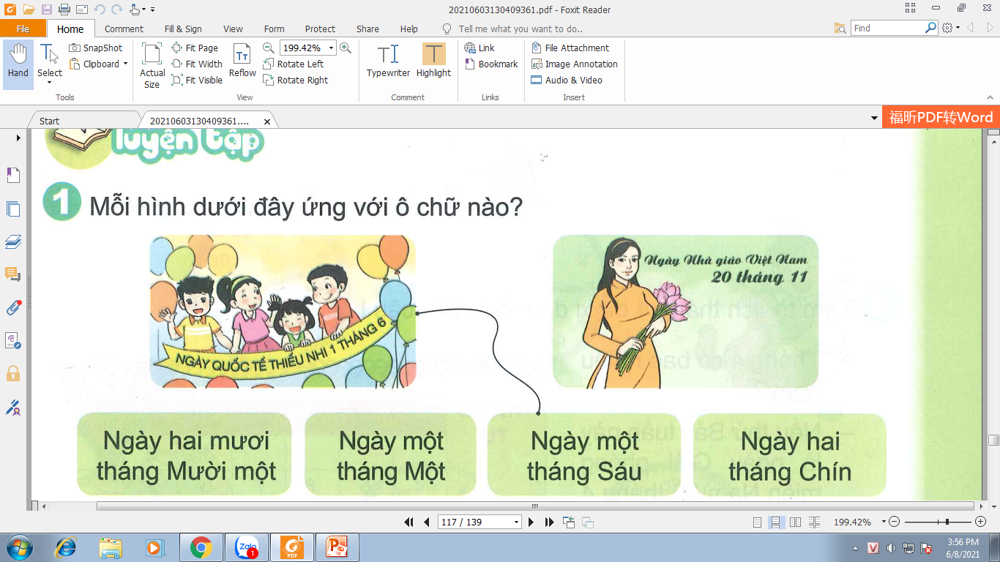 20210603130409361.pdf - Foxit Reader
File Home Comment Fill & Sign View Form Protect Share Help Tell me what you want to do.. Find
Hand
Select
SnapShot
Clipboard
Tools
Actual Size
Fit Page
Fit Width
Fit Visible
Reflow
199.42%
Rotate Left
Rotate Right
View
Typewriter
Highlight
Comment
Link
Bookmark
Links
File Attachment
Image Annotation
Audio & Video
Insert
Start
20210603130409361....
福昕PDF转Word
luyện tập
1 Mỗi hình dưới đây ứng với ô chữ nào?
NGÀY QUỐC TẾ THIẾU NHI 1 THÁNG 6
Ngày Nhà giáo Việt Nam
20 tháng 11
Ngày hai mươi
tháng Mười một
Ngày một
tháng Một
Ngày một
tháng Sáu
Ngày hai
tháng Chín
117 / 139
199.42%
Zalo
1
PDF
3:56 PM
6/8/2021